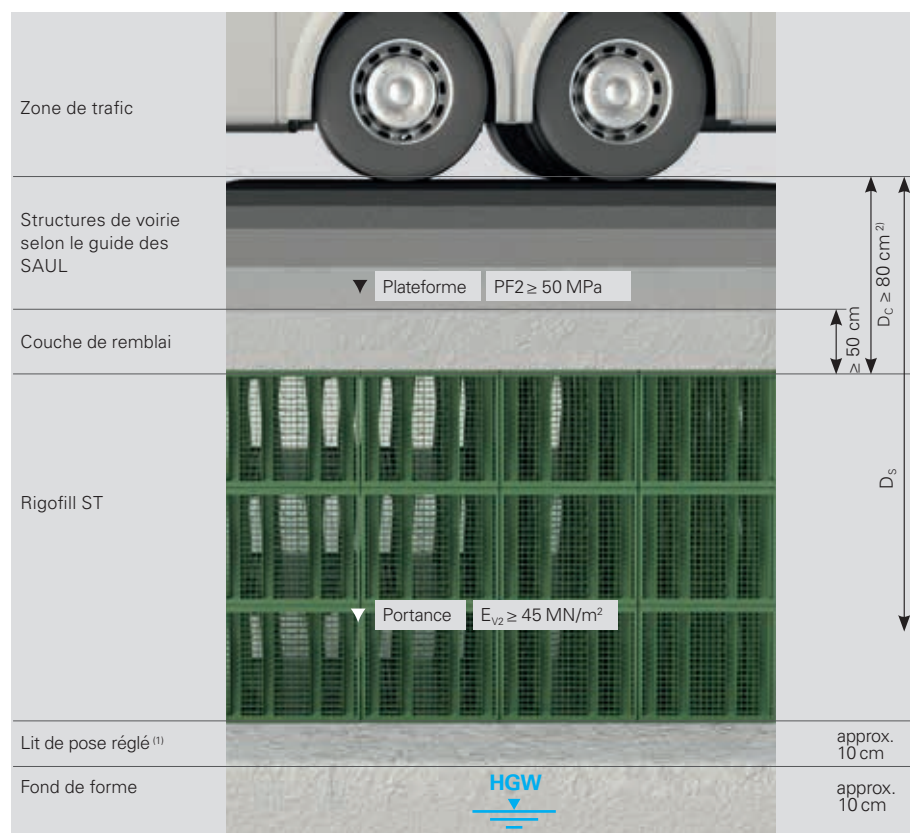 Zone de trafic
Structures de voirie
selon le guide des
SAUL
Plateforme
PF2 ≥ 50 MPa
Couche de remblai
≥ 50 cm
D_C ≥ 80 cm ²⁾
Rigofill ST
D_S
Portance
E_V2 ≥ 45 MN/m²
Lit de pose réglé ⁽¹⁾
approx.
10 cm
Fond de forme
HGW
approx.
10 cm